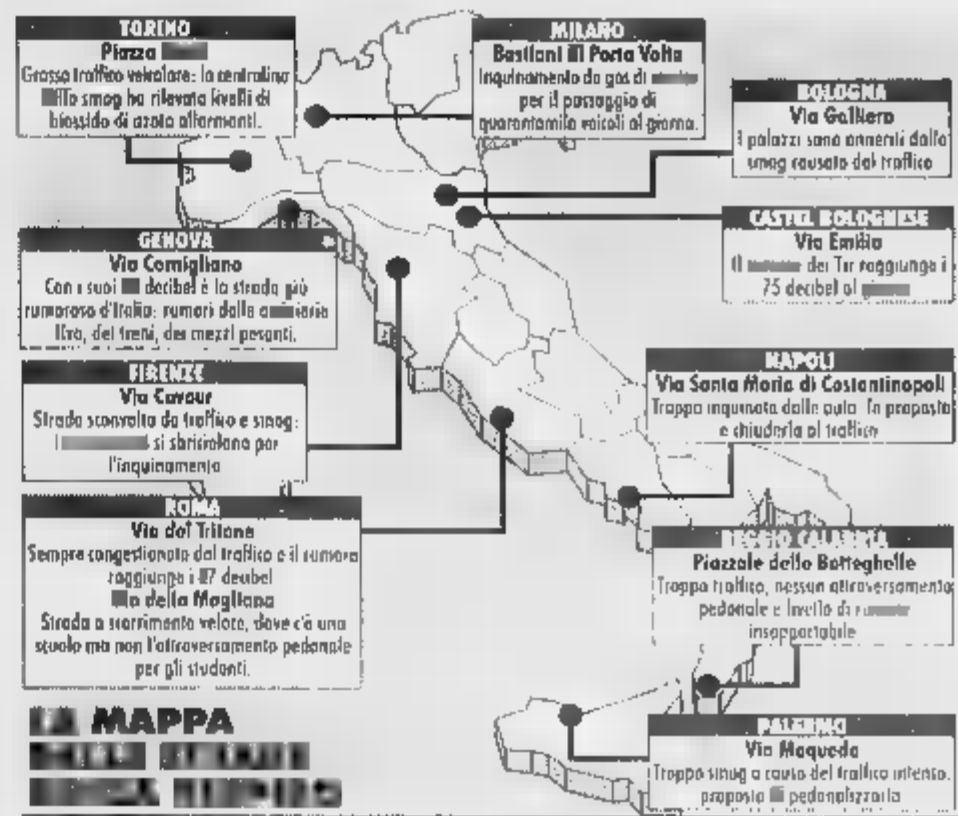 TORINO
Piazza
Grosso traffico veicolare: la centralina
smog ha rilevato livelli di
biossido di azoto allarmanti.
MILANO
Bastioni di Porta Volta
Inquinamento da gas di
per il passaggio di
quarantamila veicoli al giorno.
BOLOGNA
Via Galliera
I palazzi sono anneriti dallo
smog causato dal traffico
CASTEL BOLOGNESE
Via Emilia
Il dei Tir raggiunge i
75 decibel al
GENOVA
Via Cornigliano
Con i suoi decibel è la strada più
rumorosa d'Italia: rumori dalla
dei treni, dei mezzi pesanti.
FIRENZE
Via Cavour
Strada sconvolta da traffico e smog:
i si sbriciolano per
l'inquinamento
NAPOLI
Via Santa Maria di Costantinopoli
Troppo inquinata dalle auto. La proposta
è chiuderla al traffico
ROMA
Via del Tritone
Sempre congestionata dal traffico e il rumore
raggiunge i decibel
della Magliana
Strada a scorrimento veloce, dove c'è una
scuola ma non l'attraversamento pedonale
per gli studenti.
REGGIO CALABRIA
Piazzale delle Botteghelle
Troppo traffico, nessun attraversamento
pedonale e livello di
insopportabile
PALERMO
Via Maqueda
Troppo smog a causa del traffico intenso.
proposta pedonalizzarla
LA MAPPA